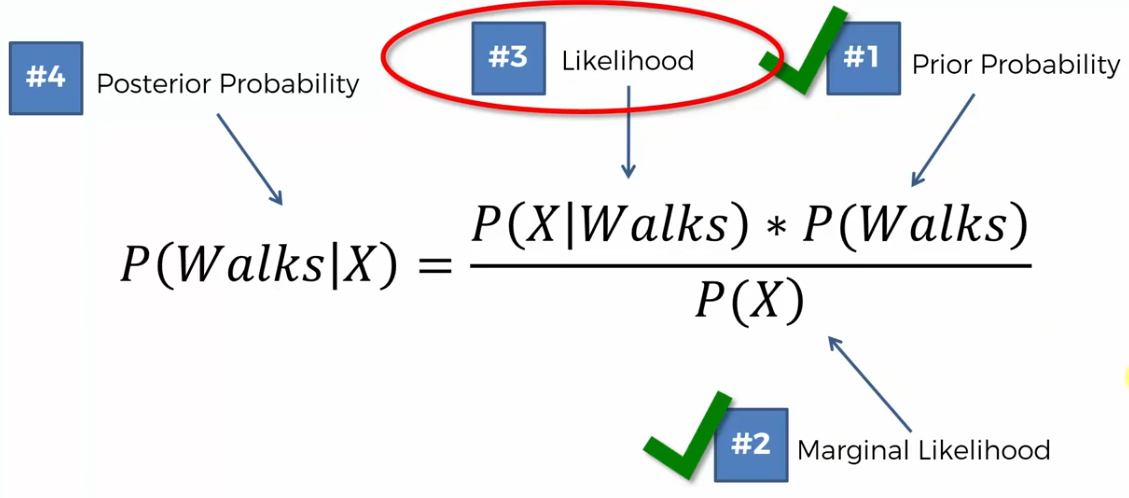 #4 Posterior Probability
#3 Likelihood
#1 Prior Probability
P(Walks|X) = P(X|Walks) * P(Walks)
P(X)
#2 Marginal Likelihood